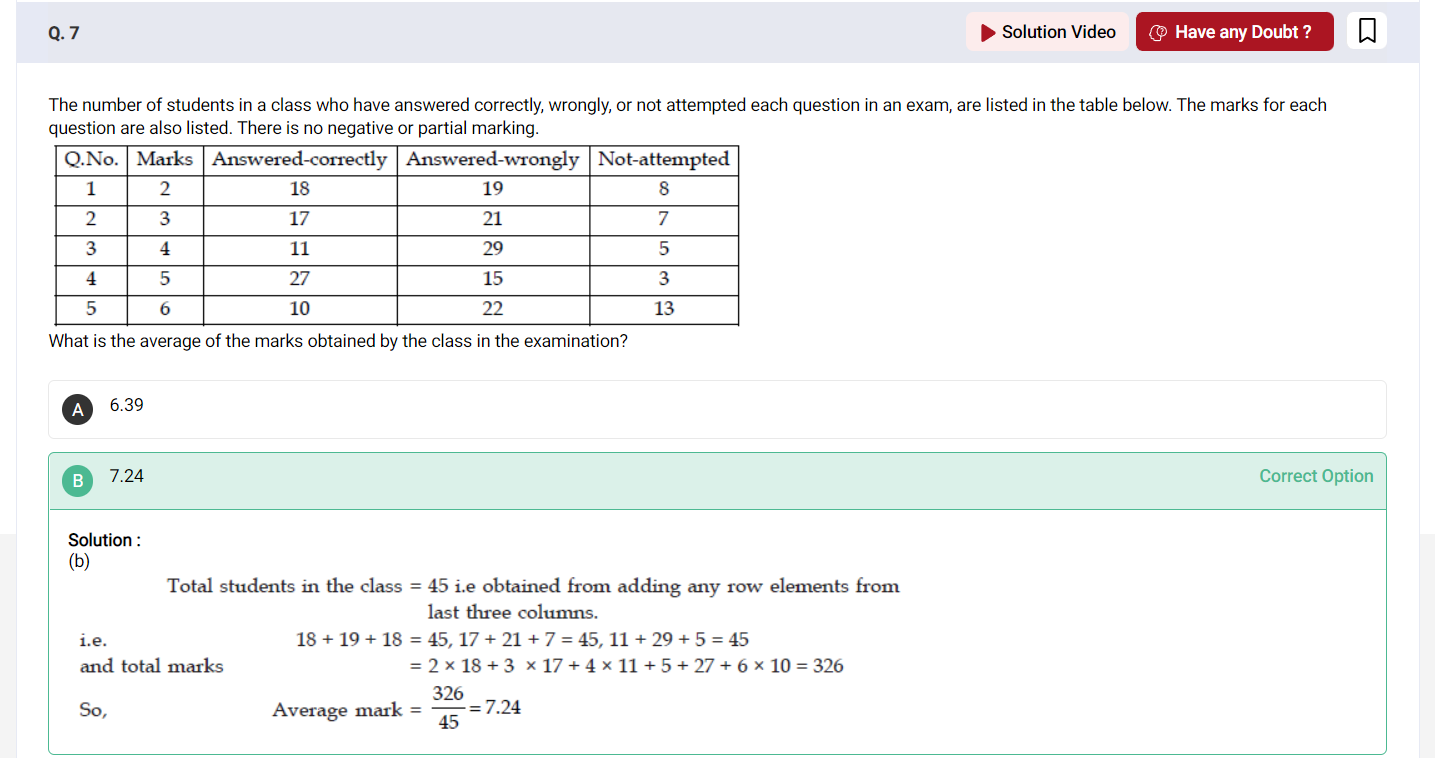 Q. 7
Solution Video
Have any Doubt ?
The number of students in a class who have answered correctly, wrongly, or not attempted each question in an exam, are listed in the table below. The marks for each
question are also listed. There is no negative or partial marking.
Q.No. Marks Answered-correctly Answered-wrongly Not-attempted
1 2 18 19 8
2 3 17 21 7
3 4 11 29 5
4 5 27 15 3
5 6 10 22 13
What is the average of the marks obtained by the class in the examination?
A 6.39
B 7.24 Correct Option
Solution :
(b)
Total students in the class = 45 i.e obtained from adding any row elements from
last three columns.
i.e. 18 + 19 + 18 = 45, 17 + 21 + 7 = 45, 11 + 29 + 5 = 45
and total marks = 2 × 18 + 3 × 17 + 4 × 11 + 5 + 27 + 6 × 10 = 326
So, Average mark = 326/45 = 7.24